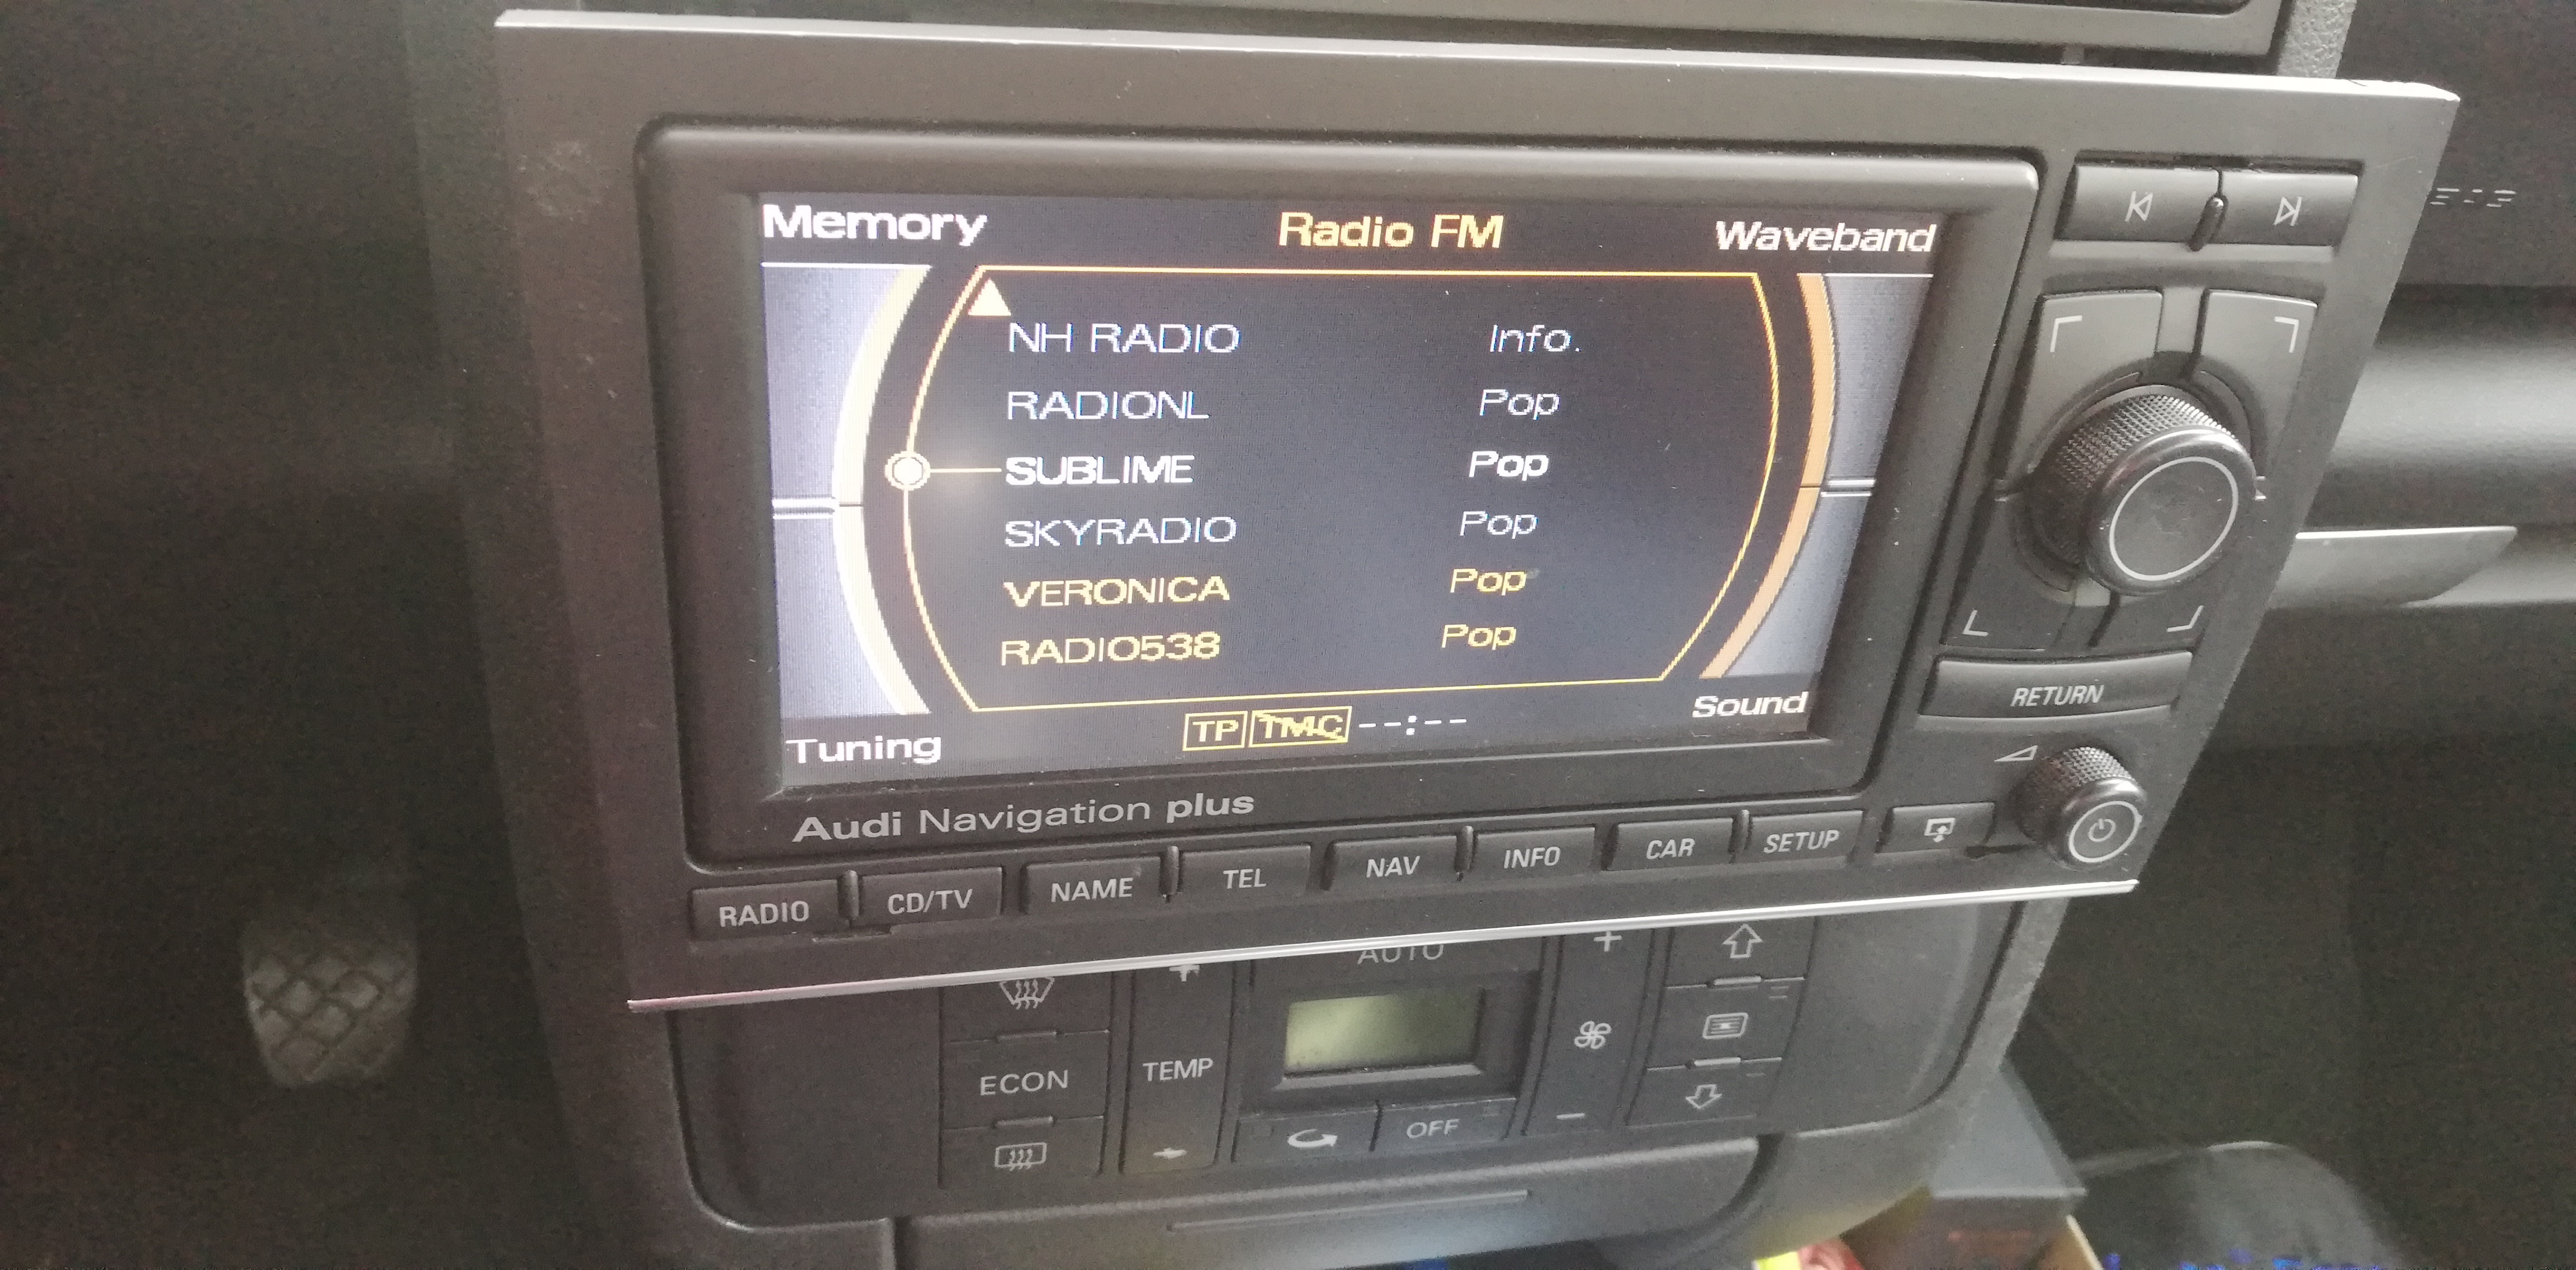 Memory Radio FM Waveband
NH RADIO Info.
RADIONL Pop
SUBLIME Pop
SKYRADIO Pop
VERONICA Pop
RADIO538 Pop
Sound
TP TMC --:--
Tuning
RETURN
Audi Navigation plus
RADIO CD/TV NAME TEL NAV INFO CAR SETUP
AUTO
ECON TEMP
OFF